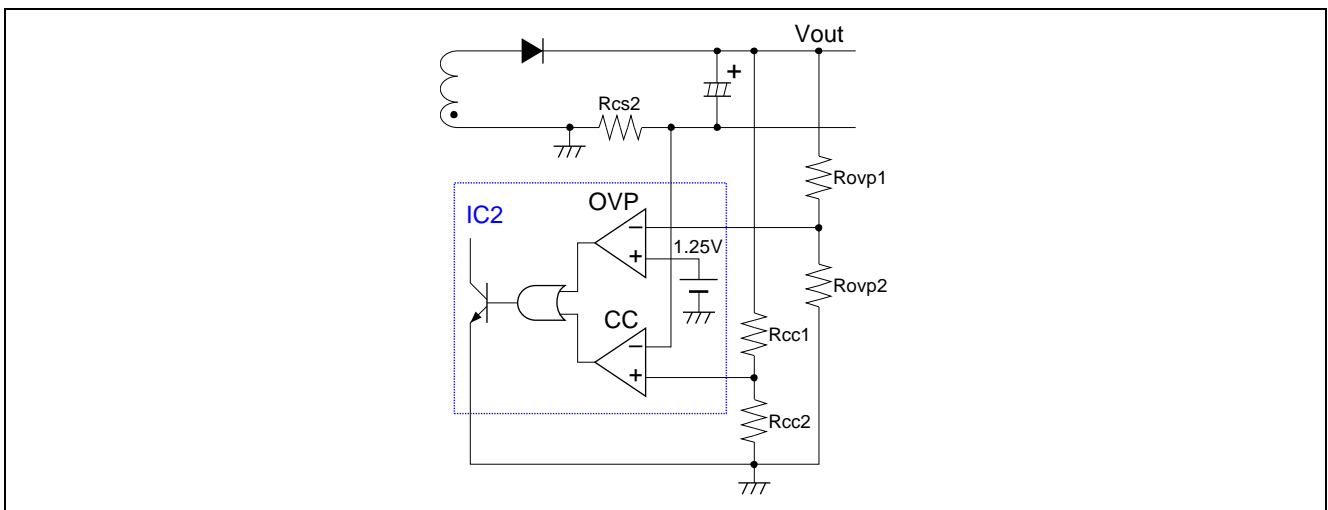 Vout
+
Rcs2
Rovp1
IC2
OVP
−
1.25V
+
Rovp2
CC
Rcc1
−
+
Rcc2